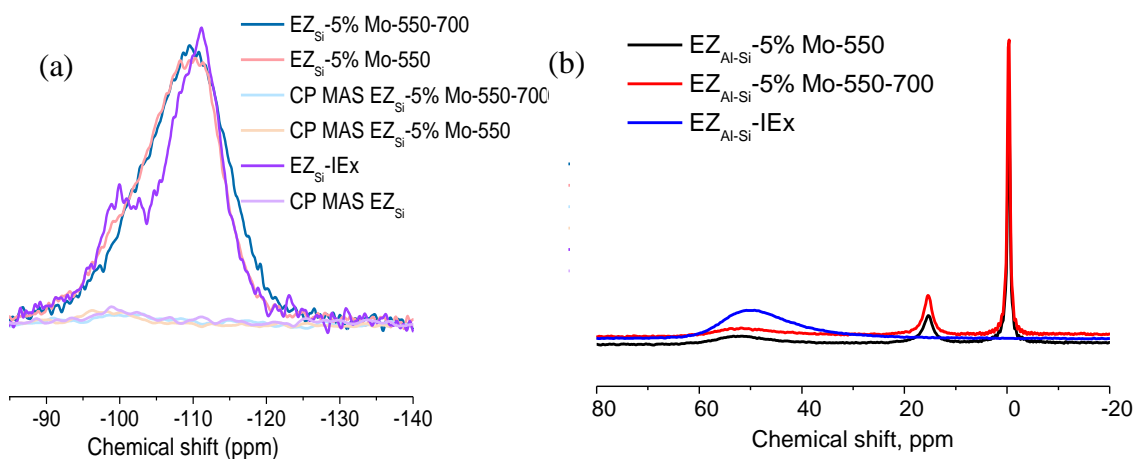 (a)
EZSi-5% Mo-550-700
EZSi-5% Mo-550
CP MAS EZSi-5% Mo-550-700
CP MAS EZSi-5% Mo-550
EZSi-IEx
CP MAS EZSi
-90 -100 -110 -120 -130 -140
Chemical shift (ppm)
(b)
EZAl-Si-5% Mo-550
EZAl-Si-5% Mo-550-700
EZAl-Si-IEx
80 60 40 20 0 -20
Chemical shift, ppm